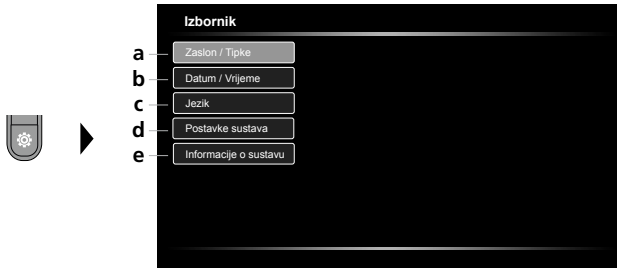 Izbornik
a Zaslon / Tipke
b Datum / Vrijeme
c Jezik
d Postavke sustava
e Informacije o sustavu